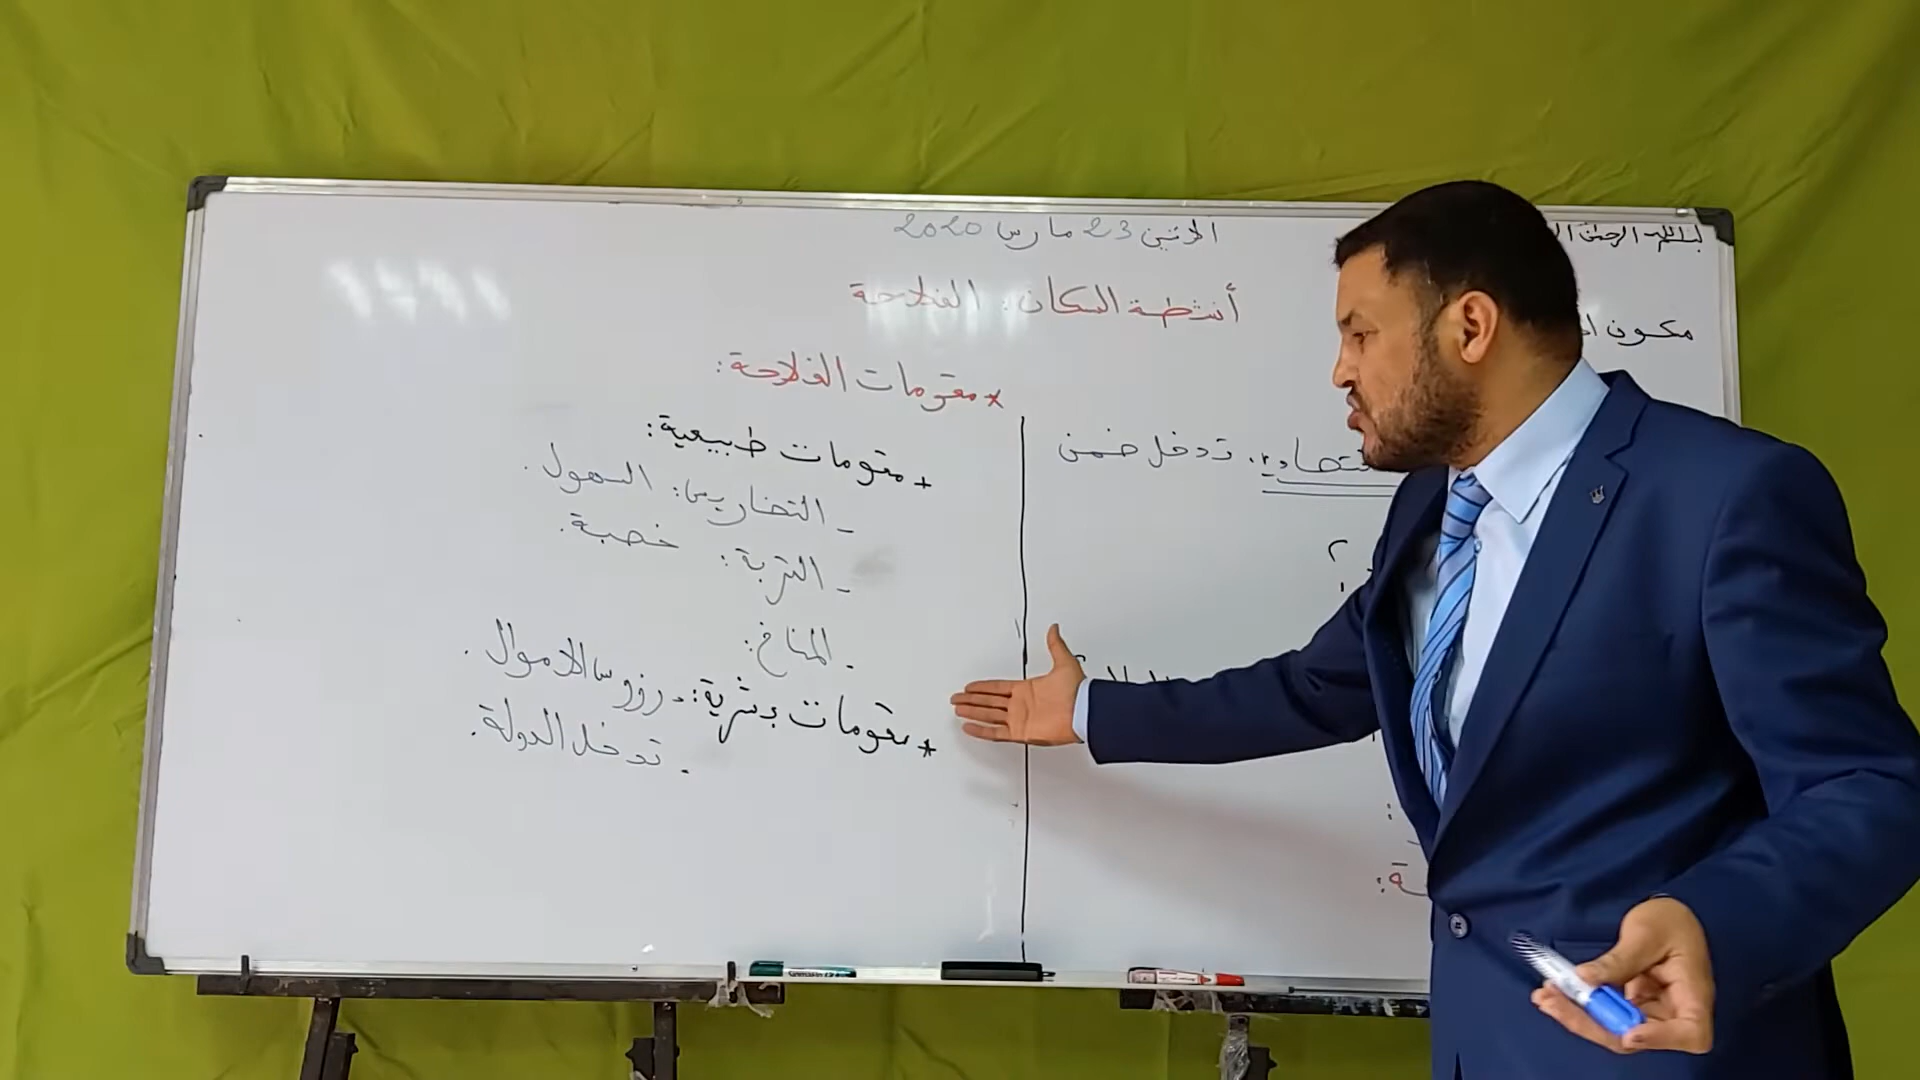 بسم الله الرحمن
الاثنين 23 مارس 2020
أنشطة السكان: الفلاحة
مكون
تدخل ضمن
؟
* مقومات الفلاحة:
+ مقومات طبيعية:
- التضاريس: السهول.
- التربة: خصبة.
- المناخ:
* مقومات بشرية: - رؤوس الاموال.
- تدخل الدولة.